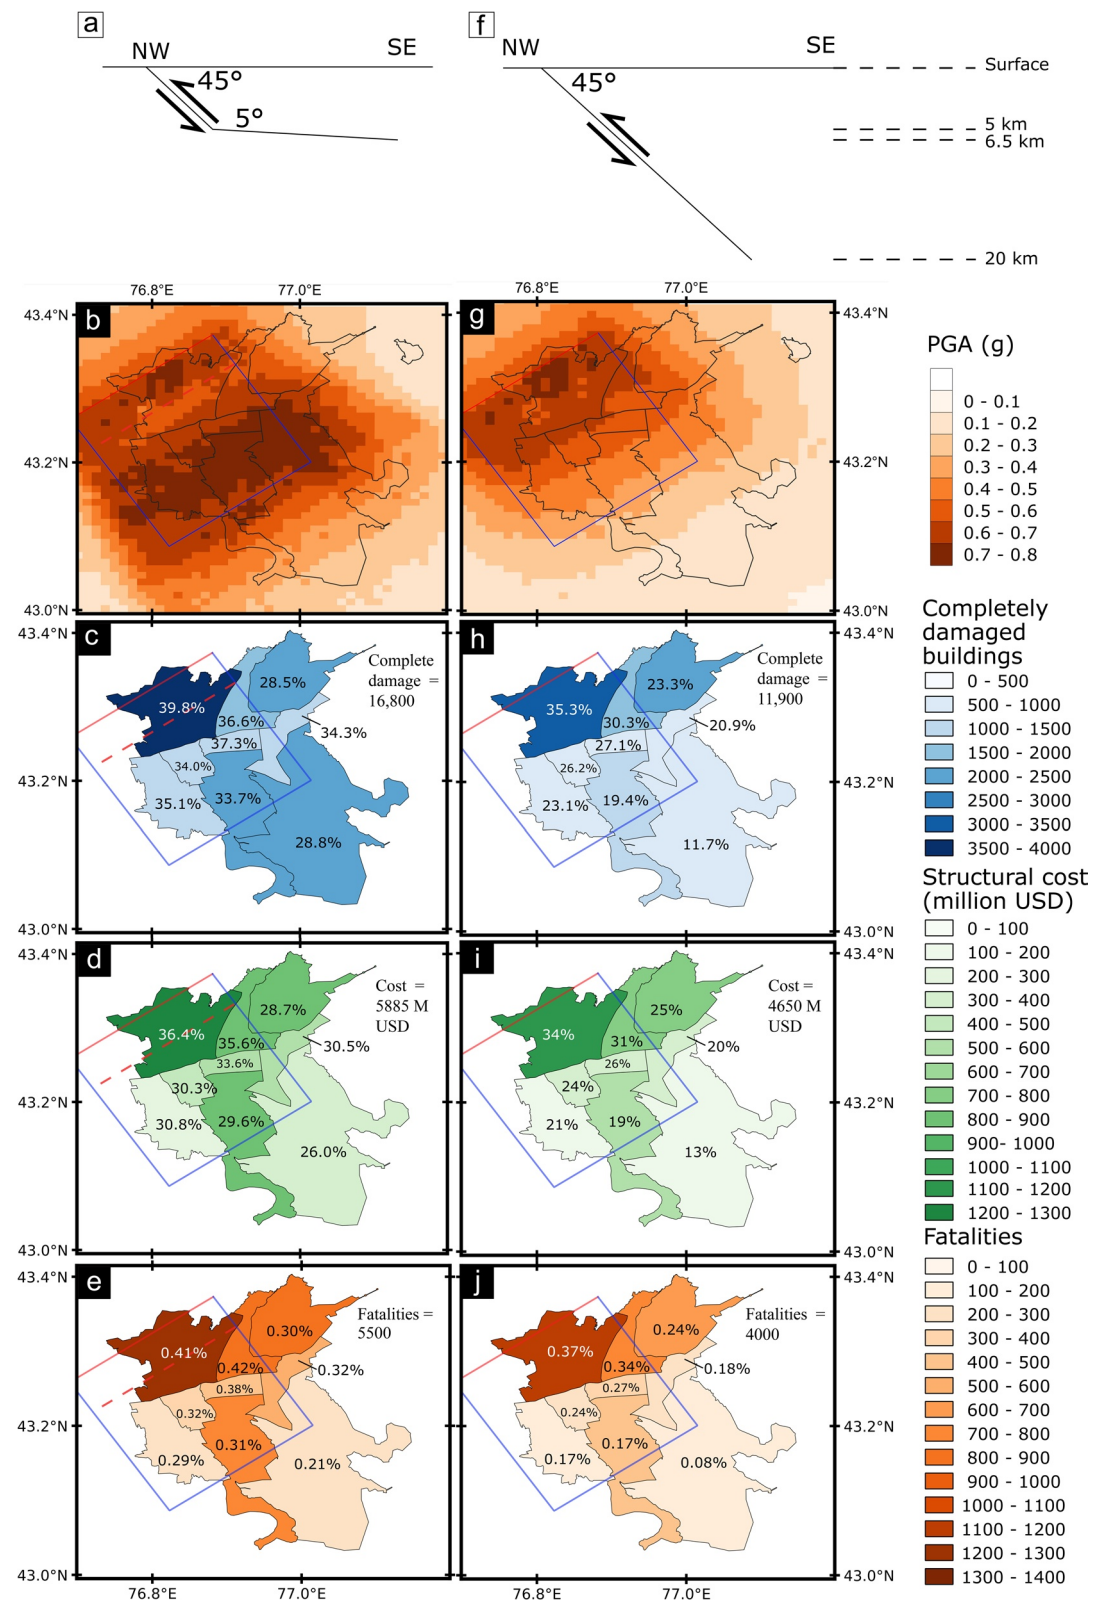 a
NW
SE
45°
5°
f
NW
SE
45°
Surface
5 km
6.5 km
20 km
76.8°E
77.0°E
76.8°E
77.0°E
43.4°N
b
43.2°N
43.0°N
g
43.4°N
43.2°N
43.0°N
PGA (g)
0 - 0.1
0.1 - 0.2
0.2 - 0.3
0.3 - 0.4
0.4 - 0.5
0.5 - 0.6
0.6 - 0.7
0.7 - 0.8
43.4°N
c
Complete
damage =
16,800
28.5%
39.8%
36.6%
34.3%
37.3%
34.0%
43.2°N
35.1%
33.7%
28.8%
43.0°N
h
Complete
damage =
11,900
43.4°N
23.3%
35.3%
30.3%
20.9%
27.1%
26.2%
43.2°N
23.1%
19.4%
11.7%
43.0°N
Completely
damaged
buildings
0 - 500
500 - 1000
1000 - 1500
1500 - 2000
2000 - 2500
2500 - 3000
3000 - 3500
3500 - 4000
43.4°N
d
Cost =
5885 M
USD
28.7%
36.4%
35.6%
30.5%
33.6%
30.3%
43.2°N
30.8%
29.6%
26.0%
43.0°N
i
Cost =
4650 M
USD
43.4°N
25%
34%
31%
20%
26%
24%
43.2°N
21%
19%
13%
43.0°N
Structural cost
(million USD)
0 - 100
100 - 200
200 - 300
300 - 400
400 - 500
500 - 600
600 - 700
700 - 800
800 - 900
900- 1000
1000 - 1100
1100 - 1200
1200 - 1300
43.4°N
e
Fatalities =
5500
0.30%
0.41%
0.42%
0.32%
0.38%
0.32%
43.2°N
0.31%
0.29%
0.21%
43.0°N
76.8°E
77.0°E
j
Fatalities =
4000
43.4°N
0.24%
0.37%
0.34%
0.18%
0.27%
0.24%
43.2°N
0.17%
0.17%
0.08%
43.0°N
76.8°E
77.0°E
Fatalities
0 - 100
100 - 200
200 - 300
300 - 400
400 - 500
500 - 600
600 - 700
700 - 800
800 - 900
900 - 1000
1000 - 1100
1100 - 1200
1200 - 1300
1300 - 1400